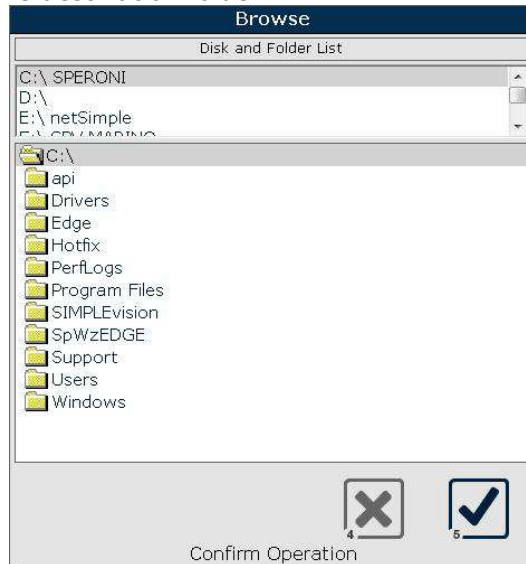 Browse
Disk and Folder List
C:\ SPERONI
D:\
E:\ netSimple
C:\
api
Drivers
Edge
Hotfix
PerfLogs
Program Files
SIMPLEvision
SpWzEDGE
Support
Users
Windows
4
5
Confirm Operation